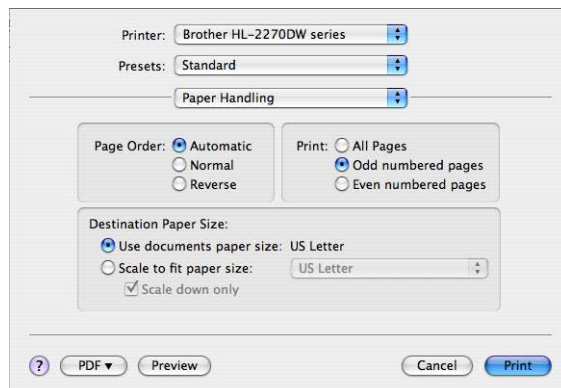 Printer: Brother HL-2270DW series
Presets: Standard
Paper Handling
Page Order: Automatic
Normal
Reverse
Print: All Pages
Odd numbered pages
Even numbered pages
Destination Paper Size:
Use documents paper size: US Letter
Scale to fit paper size: US Letter
Scale down only
? PDF ▼ Preview Cancel Print